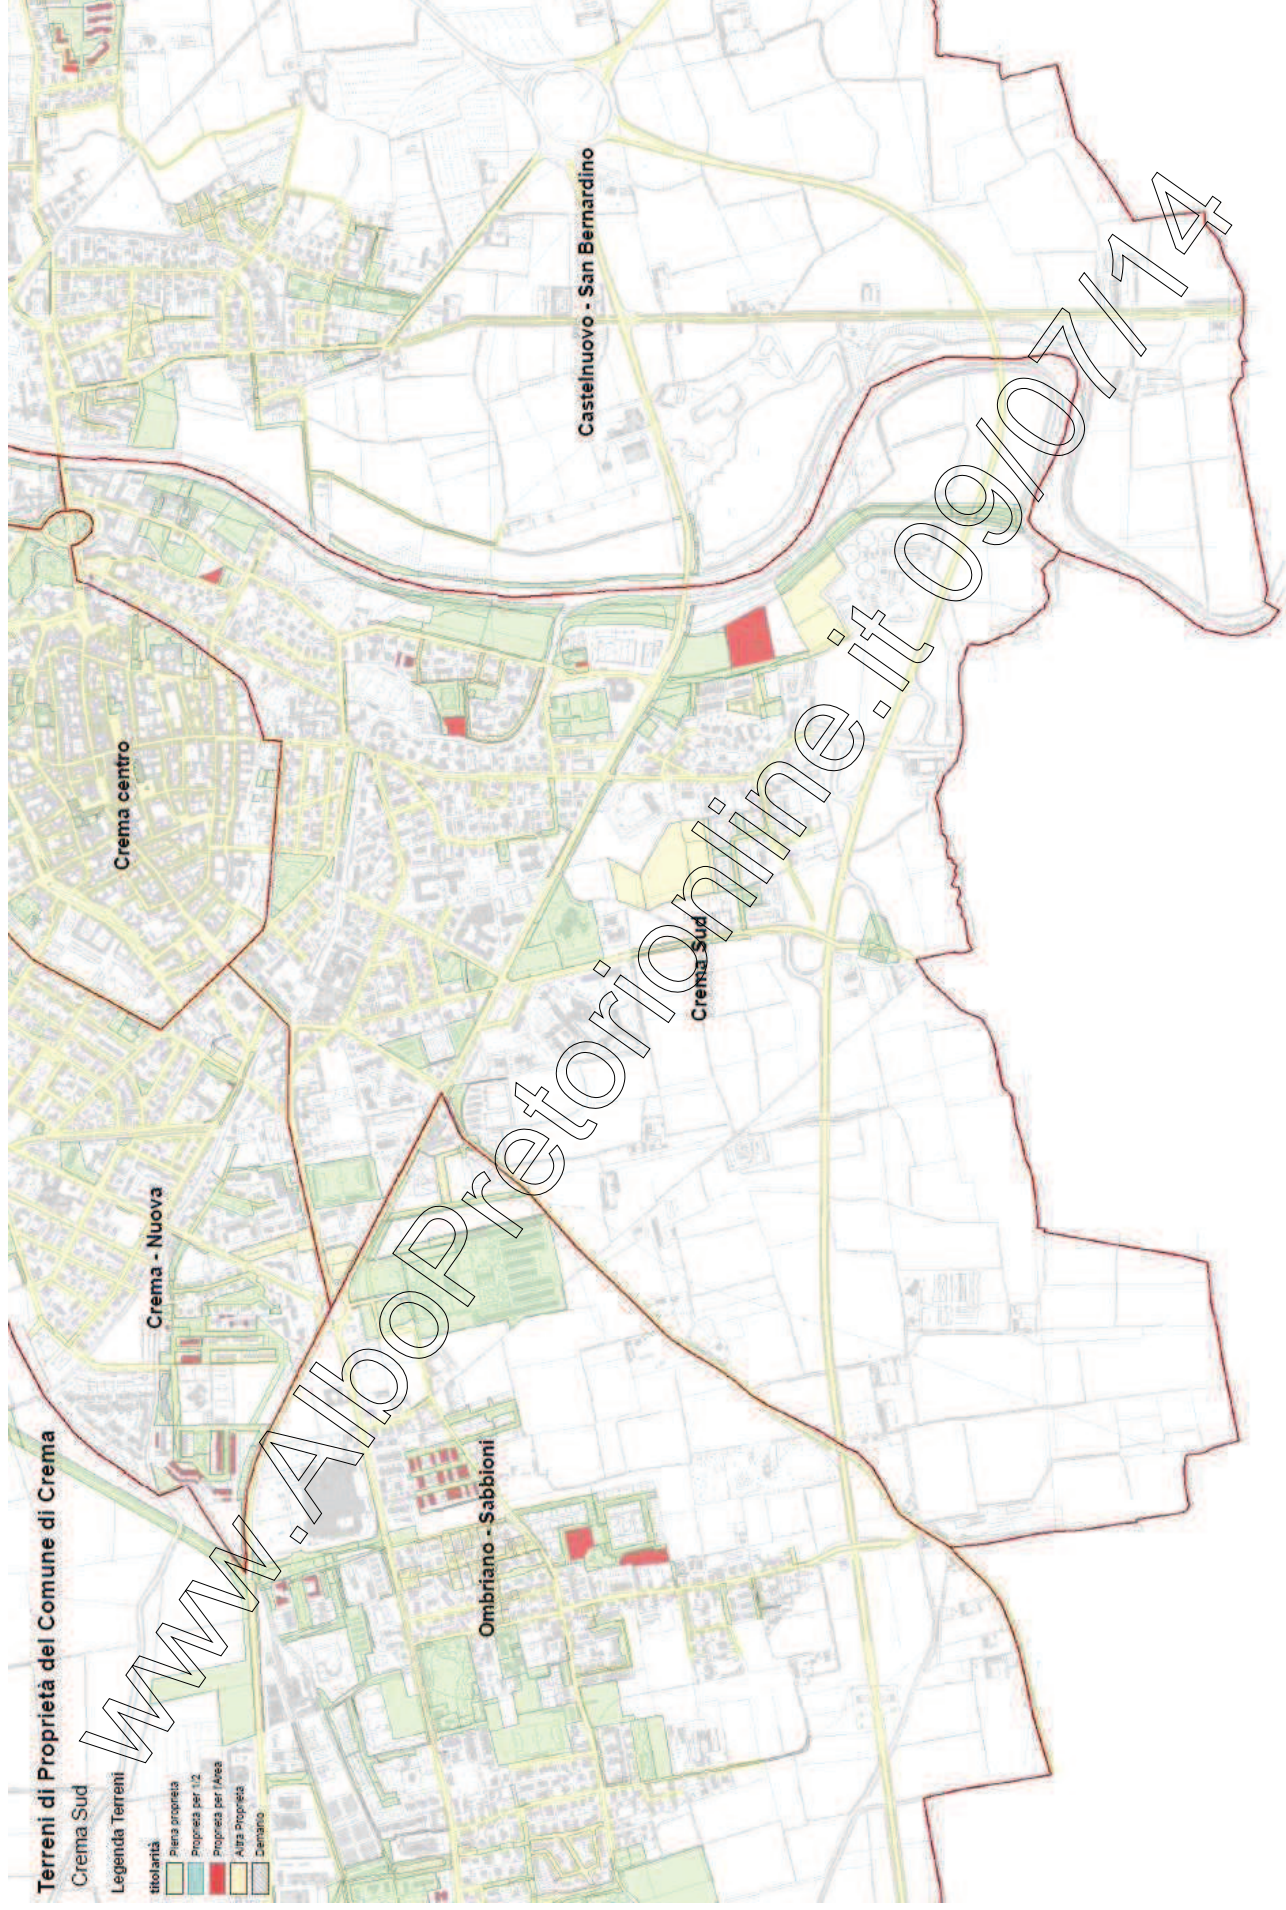 Terreni di Proprietà del Comune di Crema
Crema Sud
Legenda Terreni
titolarità
Piena proprietà
Proprietà per 1/2
Proprietà per l'Area
Altra Proprietà
Demanio
Crema - Nuova
Crema centro
Ombriano - Sabbioni
Castelnuovo - San Bernardino
Crema Sud
www.AlboPretorionline.it 09/07/14